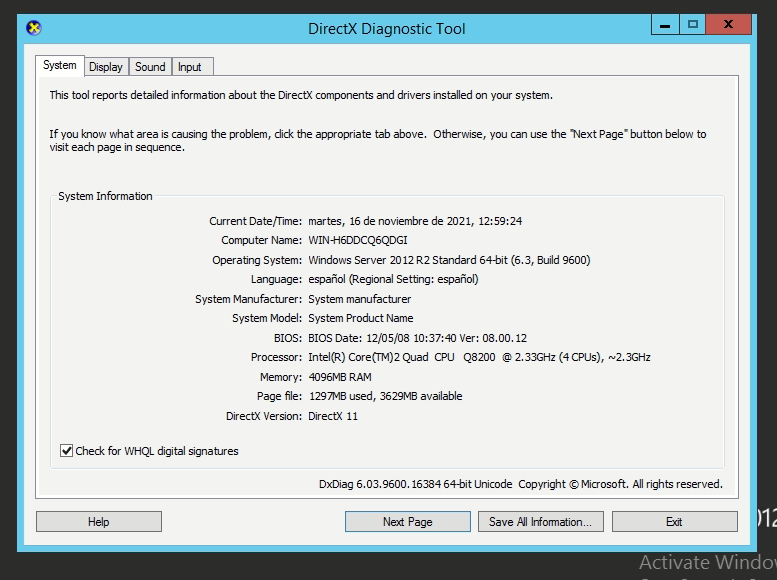 DirectX Diagnostic Tool
System Display Sound Input
This tool reports detailed information about the DirectX components and drivers installed on your system.
If you know what area is causing the problem, click the appropriate tab above. Otherwise, you can use the "Next Page" button below to
visit each page in sequence.
System Information
Current Date/Time: martes, 16 de noviembre de 2021, 12:59:24
Computer Name: WIN-H6DDCQ6QDGI
Operating System: Windows Server 2012 R2 Standard 64-bit (6.3, Build 9600)
Language: español (Regional Setting: español)
System Manufacturer: System manufacturer
System Model: System Product Name
BIOS: BIOS Date: 12/05/08 10:37:40 Ver: 08.00.12
Processor: Intel(R) Core(TM)2 Quad CPU Q8200 @ 2.33GHz (4 CPUs), ~2.3GHz
Memory: 4096MB RAM
Page file: 1297MB used, 3629MB available
DirectX Version: DirectX 11
Check for WHQL digital signatures
DxDiag 6.03.9600.16384 64-bit Unicode Copyright © Microsoft. All rights reserved.
Help Next Page Save All Information... Exit
012
Activate Windo